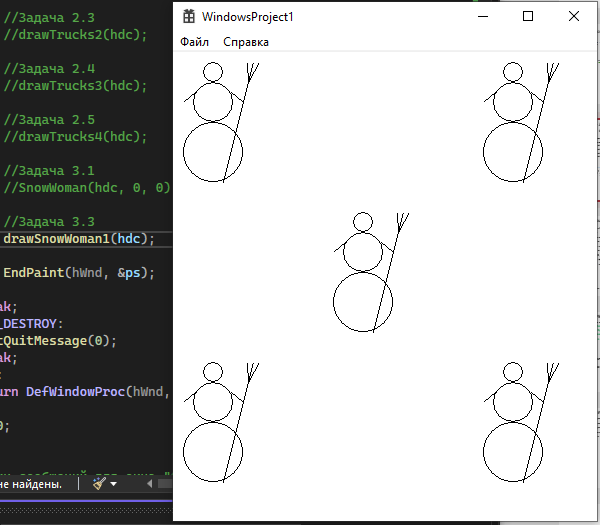 //Задача 2.3
//drawTrucks2(hdc);
//Задача 2.4
//drawTrucks3(hdc);
//Задача 2.5
//drawTrucks4(hdc);
//Задача 3.1
//SnowWoman(hdc, 0, 0)
//Задача 3.3
drawSnowWoman1(hdc);
EndPaint(hWnd, &ps);
ak;
_DESTROY:
tQuitMessage(0);
ak;
:
urn DefWindowProc(hWnd,
0;
не найдены.
WindowsProject1
Файл Справка